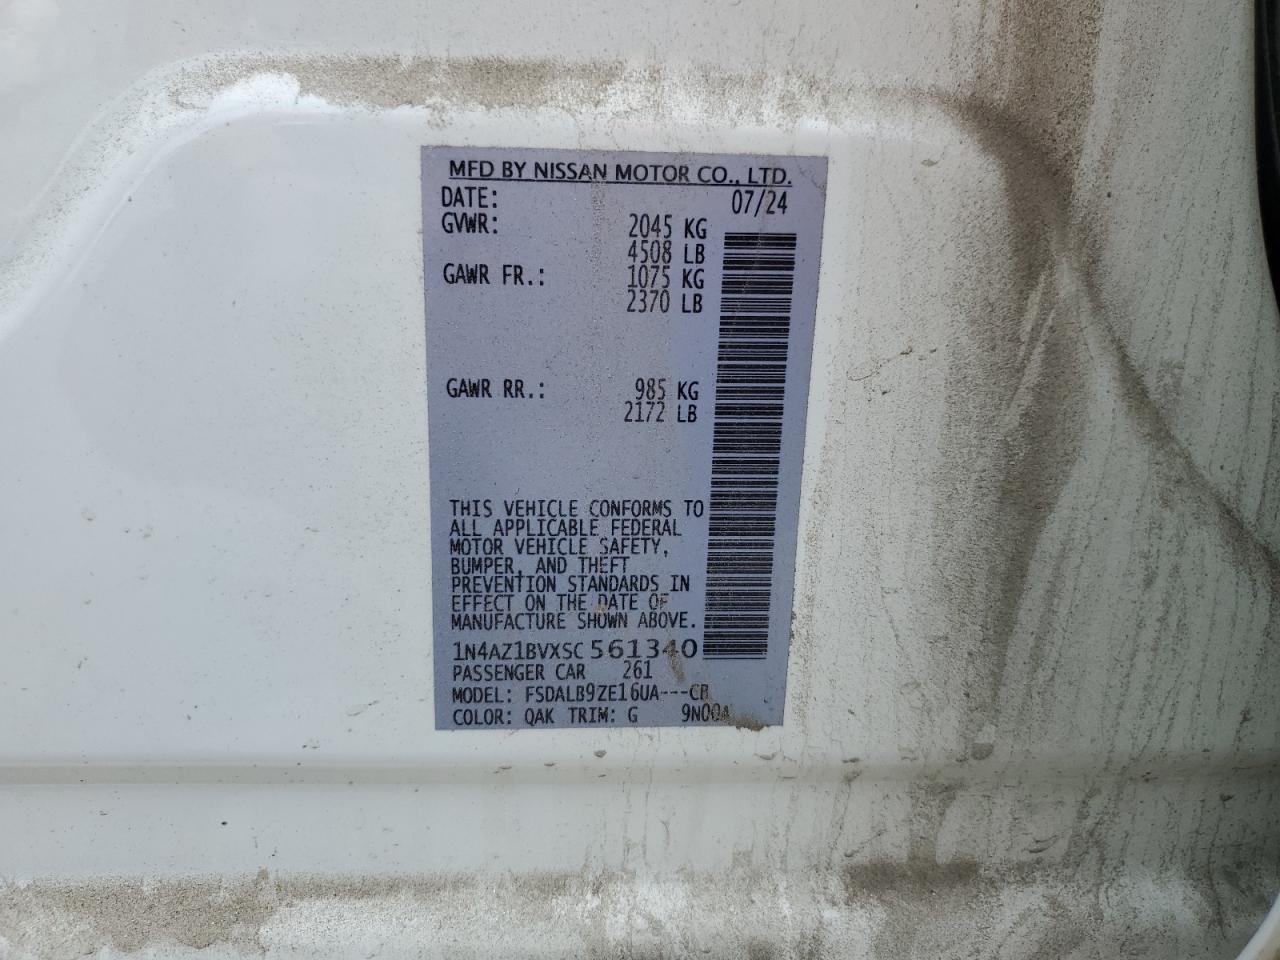 MFD BY NISSAN MOTOR CO., LTD.
DATE: 07/24
GVWR: 2045 KG
4508 LB
GAWR FR.: 1075 KG
2370 LB
GAWR RR.: 985 KG
2172 LB
THIS VEHICLE CONFORMS TO
ALL APPLICABLE FEDERAL
MOTOR VEHICLE SAFETY,
BUMPER, AND THEFT
PREVENTION STANDARDS IN
EFFECT ON THE DATE OF
MANUFACTURE SHOWN ABOVE.
1N4AZ1BVXSC561340
PASSENGER CAR 261
MODEL: FSDALB9ZE16UA---CR
COLOR: QAK TRIM: G 9N00A